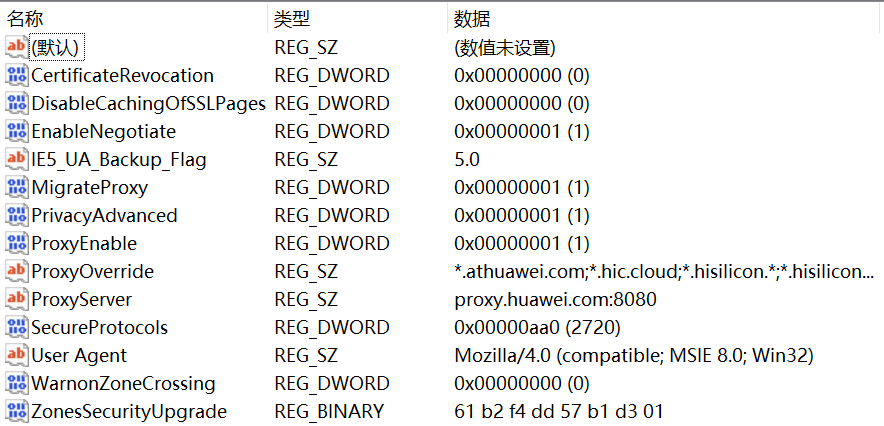 名称 类型 数据
(默认) REG_SZ (数值未设置)
CertificateRevocation REG_DWORD 0x00000000 (0)
DisableCachingOfSSLPages REG_DWORD 0x00000000 (0)
EnableNegotiate REG_DWORD 0x00000001 (1)
IE5_UA_Backup_Flag REG_SZ 5.0
MigrateProxy REG_DWORD 0x00000001 (1)
PrivacyAdvanced REG_DWORD 0x00000001 (1)
ProxyEnable REG_DWORD 0x00000001 (1)
ProxyOverride REG_SZ *.athuawei.com;*.hic.cloud;*.hisilicon.*;*.hisilicon...
ProxyServer REG_SZ proxy.huawei.com:8080
SecureProtocols REG_DWORD 0x00000aa0 (2720)
User Agent REG_SZ Mozilla/4.0 (compatible; MSIE 8.0; Win32)
WarnonZoneCrossing REG_DWORD 0x00000000 (0)
ZonesSecurityUpgrade REG_BINARY 61 b2 f4 dd 57 b1 d3 01